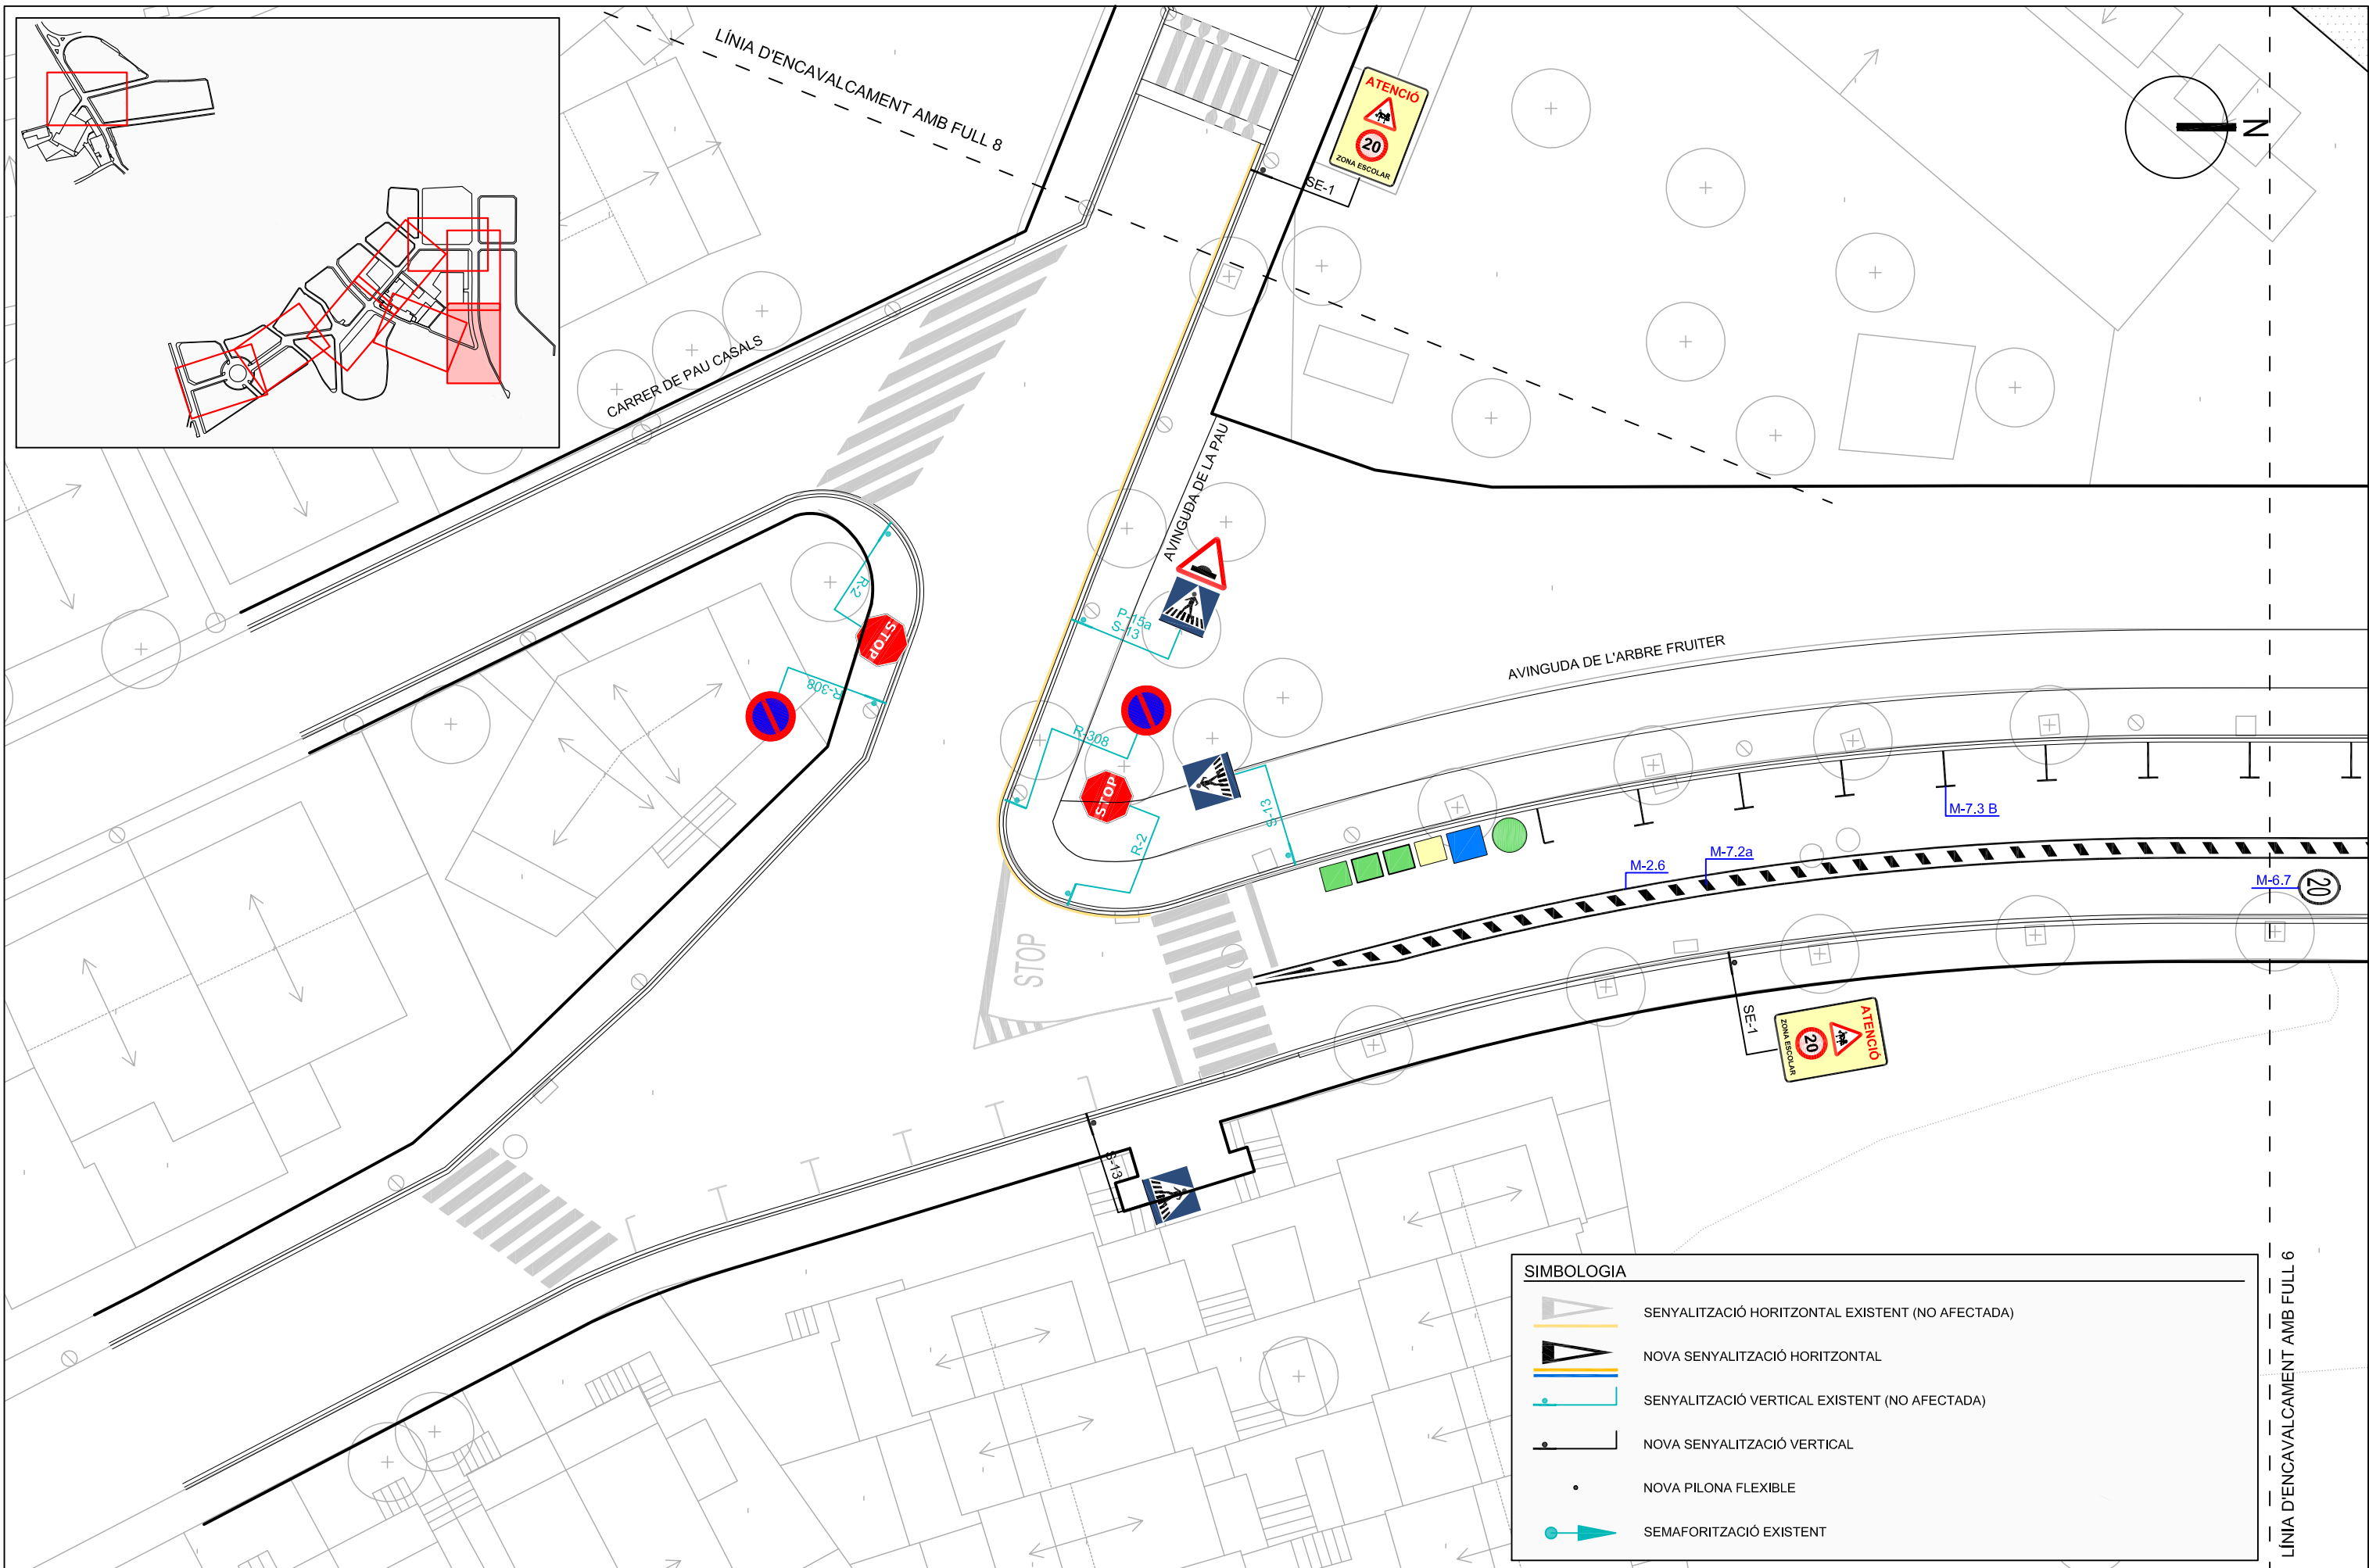 LÍNIA D'ENCAVALCAMENT AMB FULL 8
ATENCIÓ
20
ZONA ESCOLAR
SE-1
N
CARRER DE PAU CASALS
AVINGUDA DE LA PAU
R-2
STOP
R-308
P-15a
S-13
R-308
STOP
R-2
S-13
AVINGUDA DE L'ARBRE FRUITER
M-7.3 B
M-7.2a
M-2.6
M-6.7
20
STOP
SE-1
ATENCIÓ
20
ZONA ESCOLAR
S-13
SIMBOLOGIA
SENYALITZACIÓ HORITZONTAL EXISTENT (NO AFECTADA)
NOVA SENYALITZACIÓ HORITZONTAL
SENYALITZACIÓ VERTICAL EXISTENT (NO AFECTADA)
NOVA SENYALITZACIÓ VERTICAL
NOVA PILONA FLEXIBLE
SEMAFORITZACIÓ EXISTENT
LÍNIA D'ENCAVALCAMENT AMB FULL 6